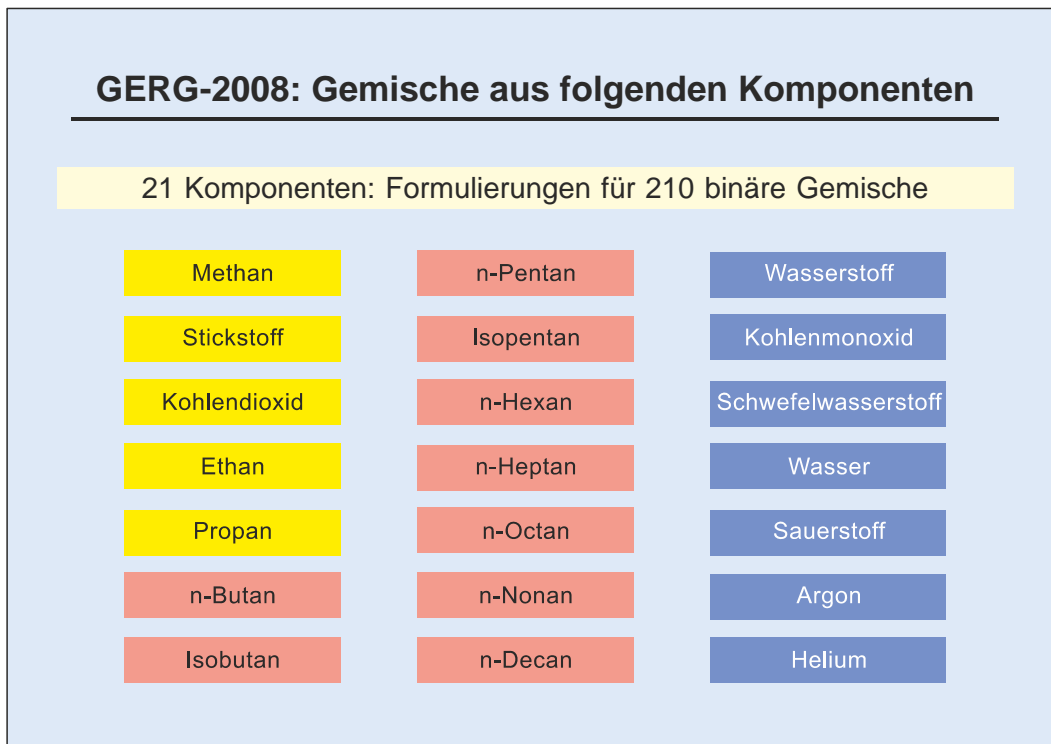 GERG-2008: Gemische aus folgenden Komponenten
21 Komponenten: Formulierungen für 210 binäre Gemische
Methan
Stickstoff
Kohlendioxid
Ethan
Propan
n-Butan
Isobutan
n-Pentan
Isopentan
n-Hexan
n-Heptan
n-Octan
n-Nonan
n-Decan
Wasserstoff
Kohlenmonoxid
Schwefelwasserstoff
Wasser
Sauerstoff
Argon
Helium